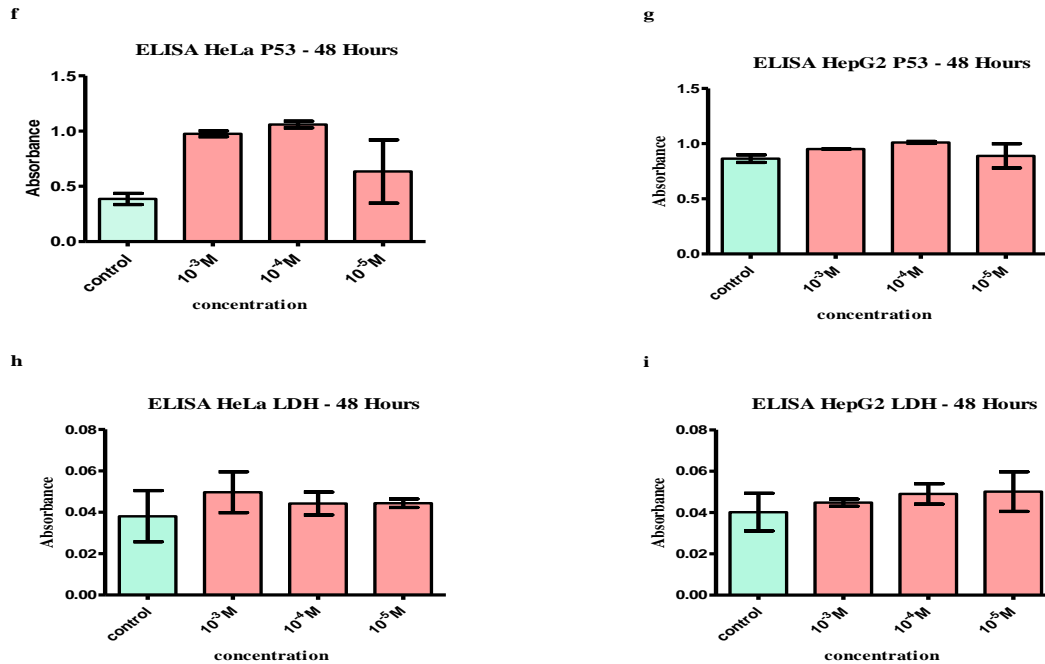 f
ELISA HeLa P53 - 48 Hours
1.5
1.0
0.5
0.0
Absorbance
control
10⁻³M
10⁻⁴M
10⁻⁵M
concentration
g
ELISA HepG2 P53 - 48 Hours
1.5
1.0
0.5
0.0
Absorbance
control
10⁻³M
10⁻⁴M
10⁻⁵M
concentration
h
ELISA HeLa LDH - 48 Hours
0.08
0.06
0.04
0.02
0.00
Absorbance
control
10⁻³M
10⁻⁴M
10⁻⁵M
concentration
i
ELISA HepG2 LDH - 48 Hours
0.08
0.06
0.04
0.02
0.00
Absorbance
control
10⁻³M
10⁻⁴M
10⁻⁵M
concentration